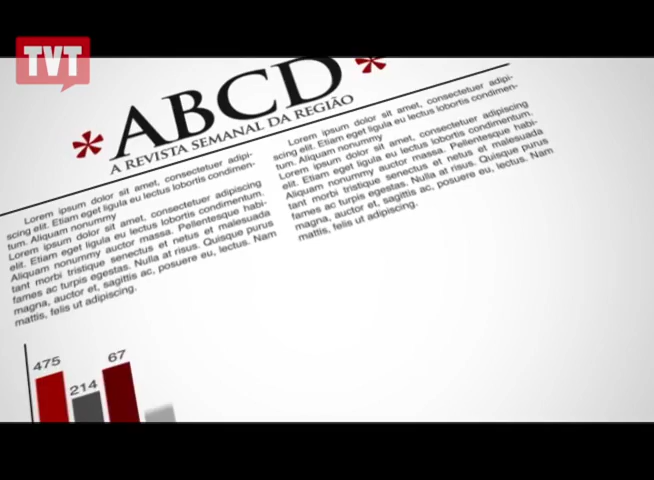 TVT
*ABCD*
A REVISTA SEMANAL DA REGIÃO
Lorem ipsum dolor sit amet, consectetuer adipi-
scing elit. Etiam eget ligula eu lectus lobortis condimen-
tum. Aliquam nonummy
Lorem ipsum dolor sit amet, consectetuer adipiscing
elit. Etiam eget ligula eu lectus lobortis condimentum.
Aliquam nonummy auctor massa. Pellentesque habi-
tant morbi tristique senectus et netus et malesuada
fames ac turpis egestas. Nulla at risus. Quisque purus
magna, auctor et, sagittis ac, posuere eu, lectus. Nam
mattis, felis ut adipiscing.
Lorem ipsum dolor sit amet, consectetuer adipi-
scing elit. Etiam eget ligula eu lectus lobortis condimen-
tum. Aliquam nonummy
Lorem ipsum dolor sit amet, consectetuer adipiscing
elit. Etiam eget ligula eu lectus lobortis condimentum.
Aliquam nonummy auctor massa. Pellentesque habi-
tant morbi tristique senectus et netus et malesuada
fames ac turpis egestas. Nulla at risus. Quisque purus
magna, auctor et, sagittis ac, posuere eu, lectus. Nam
mattis, felis ut adipiscing.
475
214
67